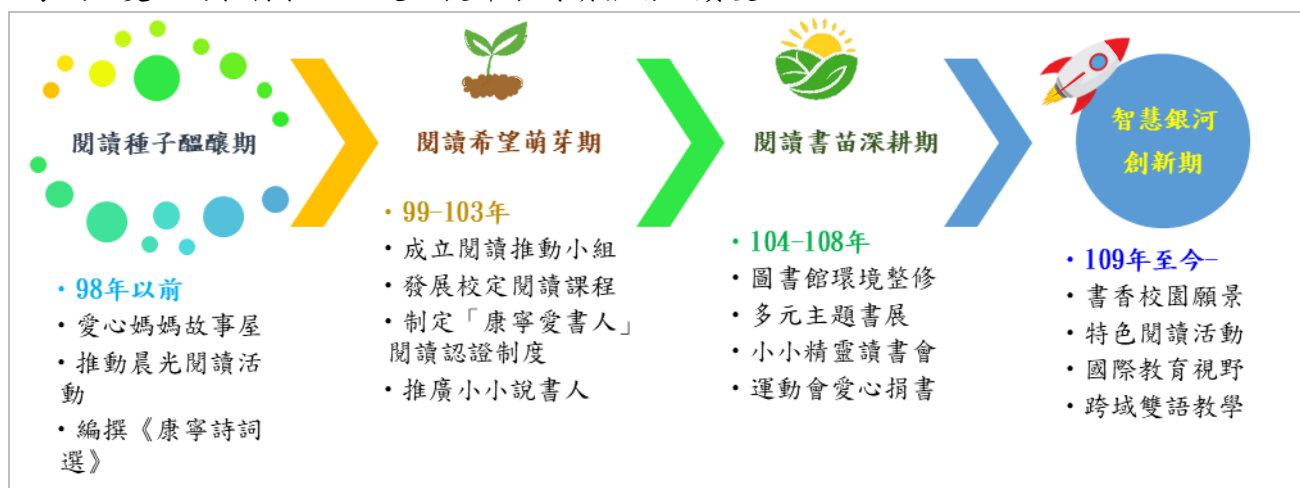 閱讀種子醞釀期
・98年以前
・愛心媽媽故事屋
・推動晨光閱讀活
動
・編撰《康寧詩詞
選》
閱讀希望萌芽期
・99-103年
・成立閱讀推動小組
・發展校定閱讀課程
・制定「康寧愛書人」
閱讀認證制度
・推廣小小說書人
閱讀書苗深耕期
・104-108年
・圖書館環境整修
・多元主題書展
・小小精靈讀書會
・運動會愛心捐書
智慧銀河
創新期
・109年至今-
・書香校園願景
・特色閱讀活動
・國際教育視野
・跨域雙語教學